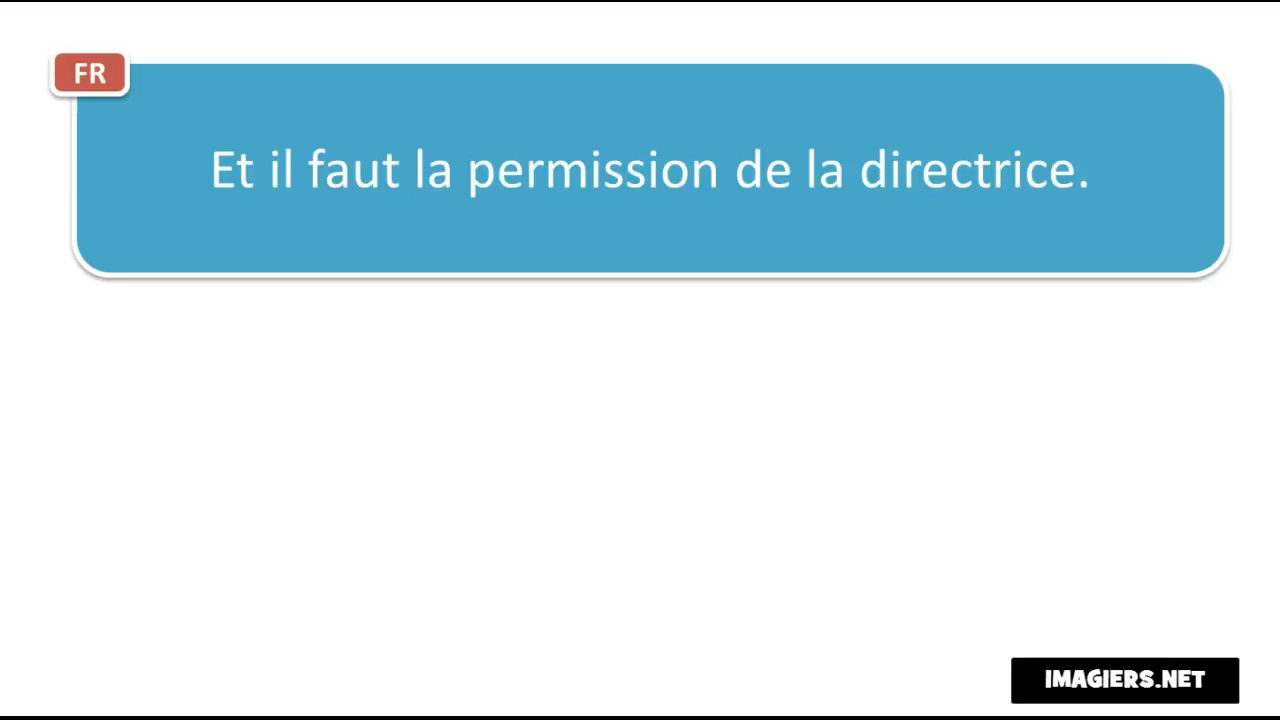 FR
Et il faut la permission de la directrice.
IMAGIERS.NET